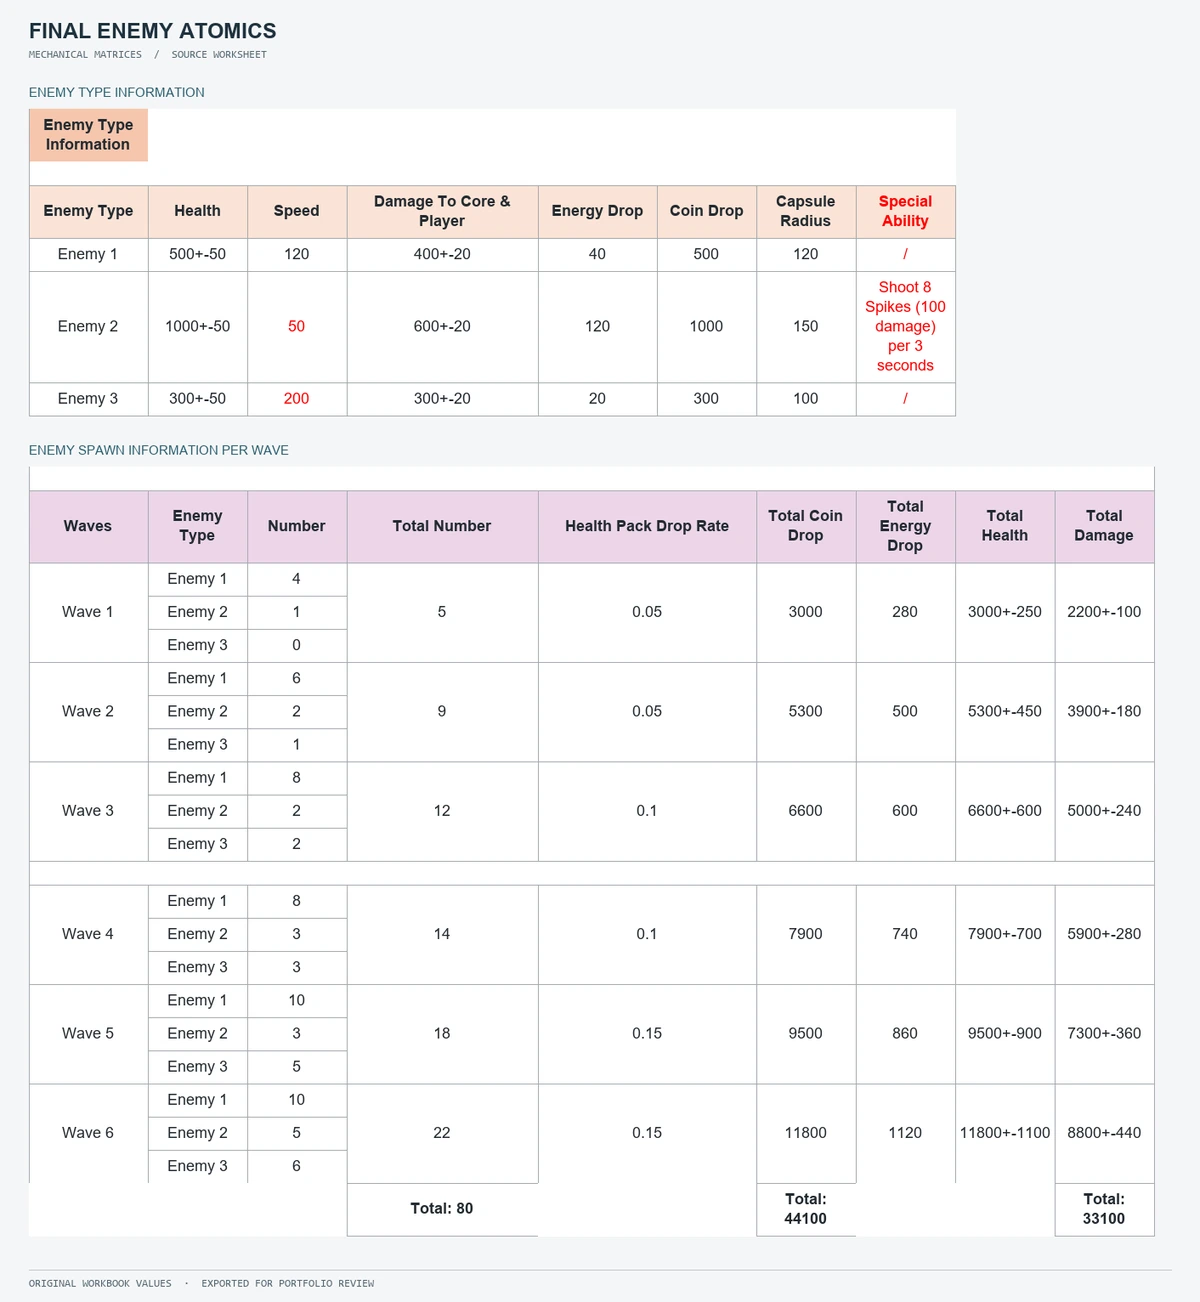 FINAL ENEMY ATOMICS
MECHANICAL MATRICES / SOURCE WORKSHEET
ENEMY TYPE INFORMATION
Enemy Type
Information
Enemy Type Health Speed Damage To Core & Player Energy Drop Coin Drop Capsule Radius Special Ability
Enemy 1 500+-50 120 400+-20 40 500 120 /
Enemy 2 1000+-50 50 600+-20 120 1000 150 Shoot 8 Spikes (100 damage) per 3 seconds
Enemy 3 300+-50 200 300+-20 20 300 100 /
ENEMY SPAWN INFORMATION PER WAVE
Waves Enemy Type Number Total Number Health Pack Drop Rate Total Coin Drop Total Energy Drop Total Health Total Damage
Enemy 1 4
Wave 1 Enemy 2 1 5 0.05 3000 280 3000+-250 2200+-100
Enemy 3 0
Enemy 1 6
Wave 2 Enemy 2 2 9 0.05 5300 500 5300+-450 3900+-180
Enemy 3 1
Enemy 1 8
Wave 3 Enemy 2 2 12 0.1 6600 600 6600+-600 5000+-240
Enemy 3 2
Enemy 1 8
Wave 4 Enemy 2 3 14 0.1 7900 740 7900+-700 5900+-280
Enemy 3 3
Enemy 1 10
Wave 5 Enemy 2 3 18 0.15 9500 860 9500+-900 7300+-360
Enemy 3 5
Enemy 1 10
Wave 6 Enemy 2 5 22 0.15 11800 1120 11800+-1100 8800+-440
Enemy 3 6
Total: 80 Total: 44100 Total: 33100
ORIGINAL WORKBOOK VALUES · EXPORTED FOR PORTFOLIO REVIEW